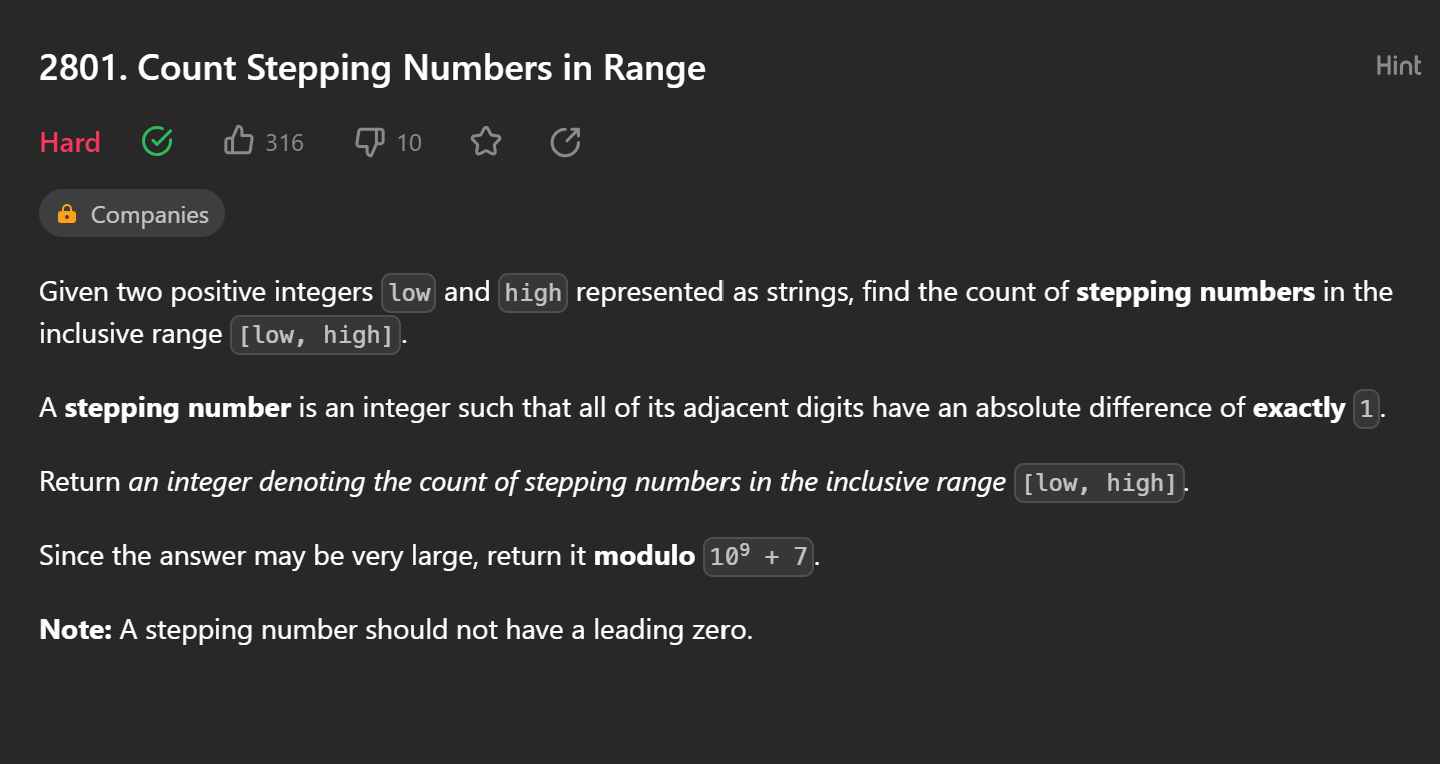 2801. Count Stepping Numbers in Range
Hint
Hard
316
10
Companies
Given two positive integers low and high represented as strings, find the count of stepping numbers in the
inclusive range [low, high].
A stepping number is an integer such that all of its adjacent digits have an absolute difference of exactly 1.
Return an integer denoting the count of stepping numbers in the inclusive range [low, high].
Since the answer may be very large, return it modulo 10⁹ + 7.
Note: A stepping number should not have a leading zero.